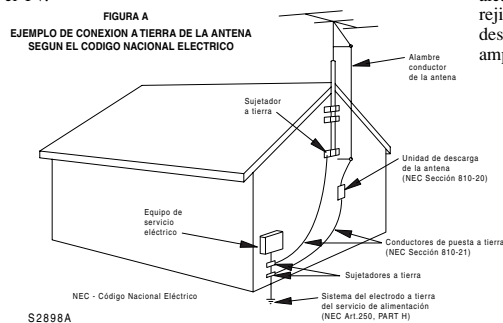 FIGURA A
EJEMPLO DE CONEXION A TIERRA DE LA ANTENA
SEGUN EL CODIGO NACIONAL ELECTRICO
reji
des
amp
Alambre
conductor
de la antena
Sujetador
a tierra
Unidad de descarga
de la antena
(NEC Sección 810-20)
Equipo de
servicio
eléctrico
Conductores de puesta a tierra
(NEC Sección 810-21)
Sujetadores a tierra
NEC - Código Nacional Eléctrico
Sistema del electrodo a tierra
del servicio de alimentación
(NEC Art.250, PART H)
S2898A